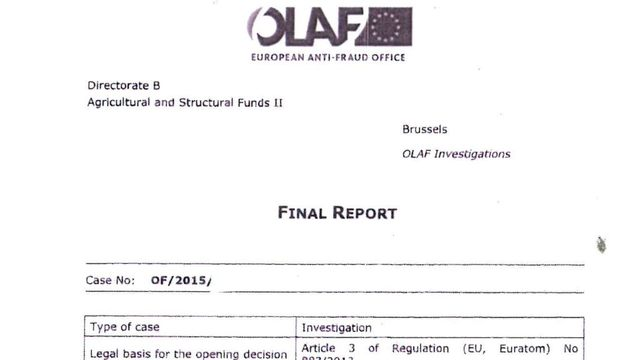 OLAF
EUROPEAN ANTI-FRAUD OFFICE
Directorate B
Agricultural and Structural Funds II
Brussels
OLAF Investigations
FINAL REPORT
Case No: OF/2015/
Type of case Investigation
Legal basis for the opening decision Article 3 of Regulation (EU, Euratom) No